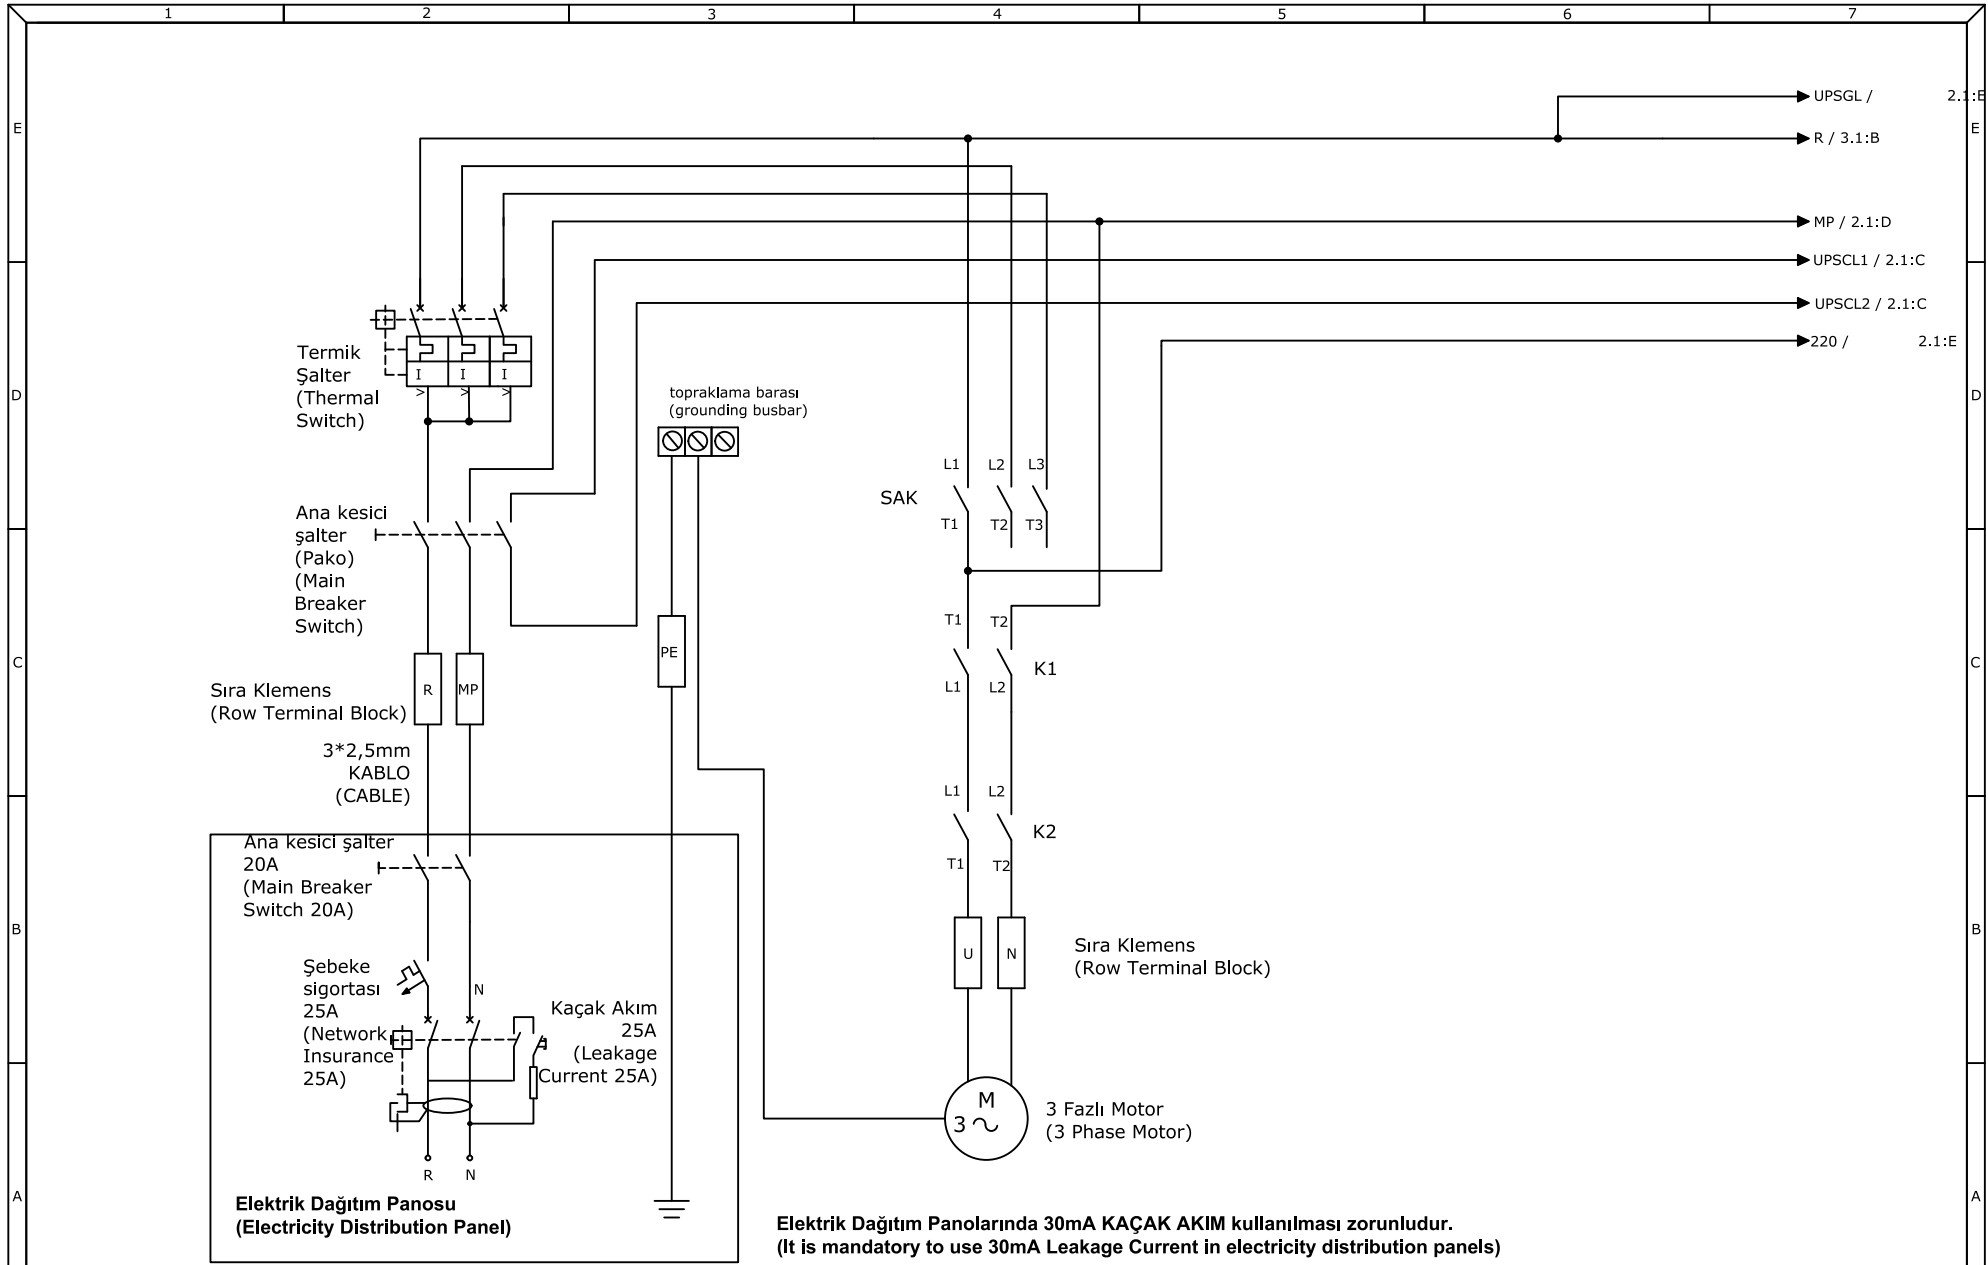 1 2 3 4 5 6 7
UPSGL / 2.1:E
E E
R / 3.1:B
MP / 2.1:D
UPSCL1 / 2.1:C
UPSCL2 / 2.1:C
220 / 2.1:E
Termik
Şalter
(Thermal
Switch)
I I I
> > >
D D
topraklama barası
(grounding busbar)
L1 L2 L3
SAK
T1 T2 T3
Ana kesici
şalter
(Pako)
(Main
Breaker
Switch)
T1 T2
PE
K1
C C
L1 L2
Sıra Klemens
(Row Terminal Block)
R MP
3*2,5mm
KABLO
(CABLE)
L1 L2
K2
T1 T2
Ana kesici şalter
20A
(Main Breaker
Switch 20A)
B B
U N
Sıra Klemens
(Row Terminal Block)
Şebeke
sigortası
25A
(Network
Insurance
25A)
N
Kaçak Akım
25A
(Leakage
Current 25A)
M
3
3 Fazlı Motor
(3 Phase Motor)
R N
A A
Elektrik Dağıtım Panosu
(Electricity Distribution Panel)
Elektrik Dağıtım Panolarında 30mA KAÇAK AKIM kullanılması zorunludur.
(It is mandatory to use 30mA Leakage Current in electricity distribution panels)